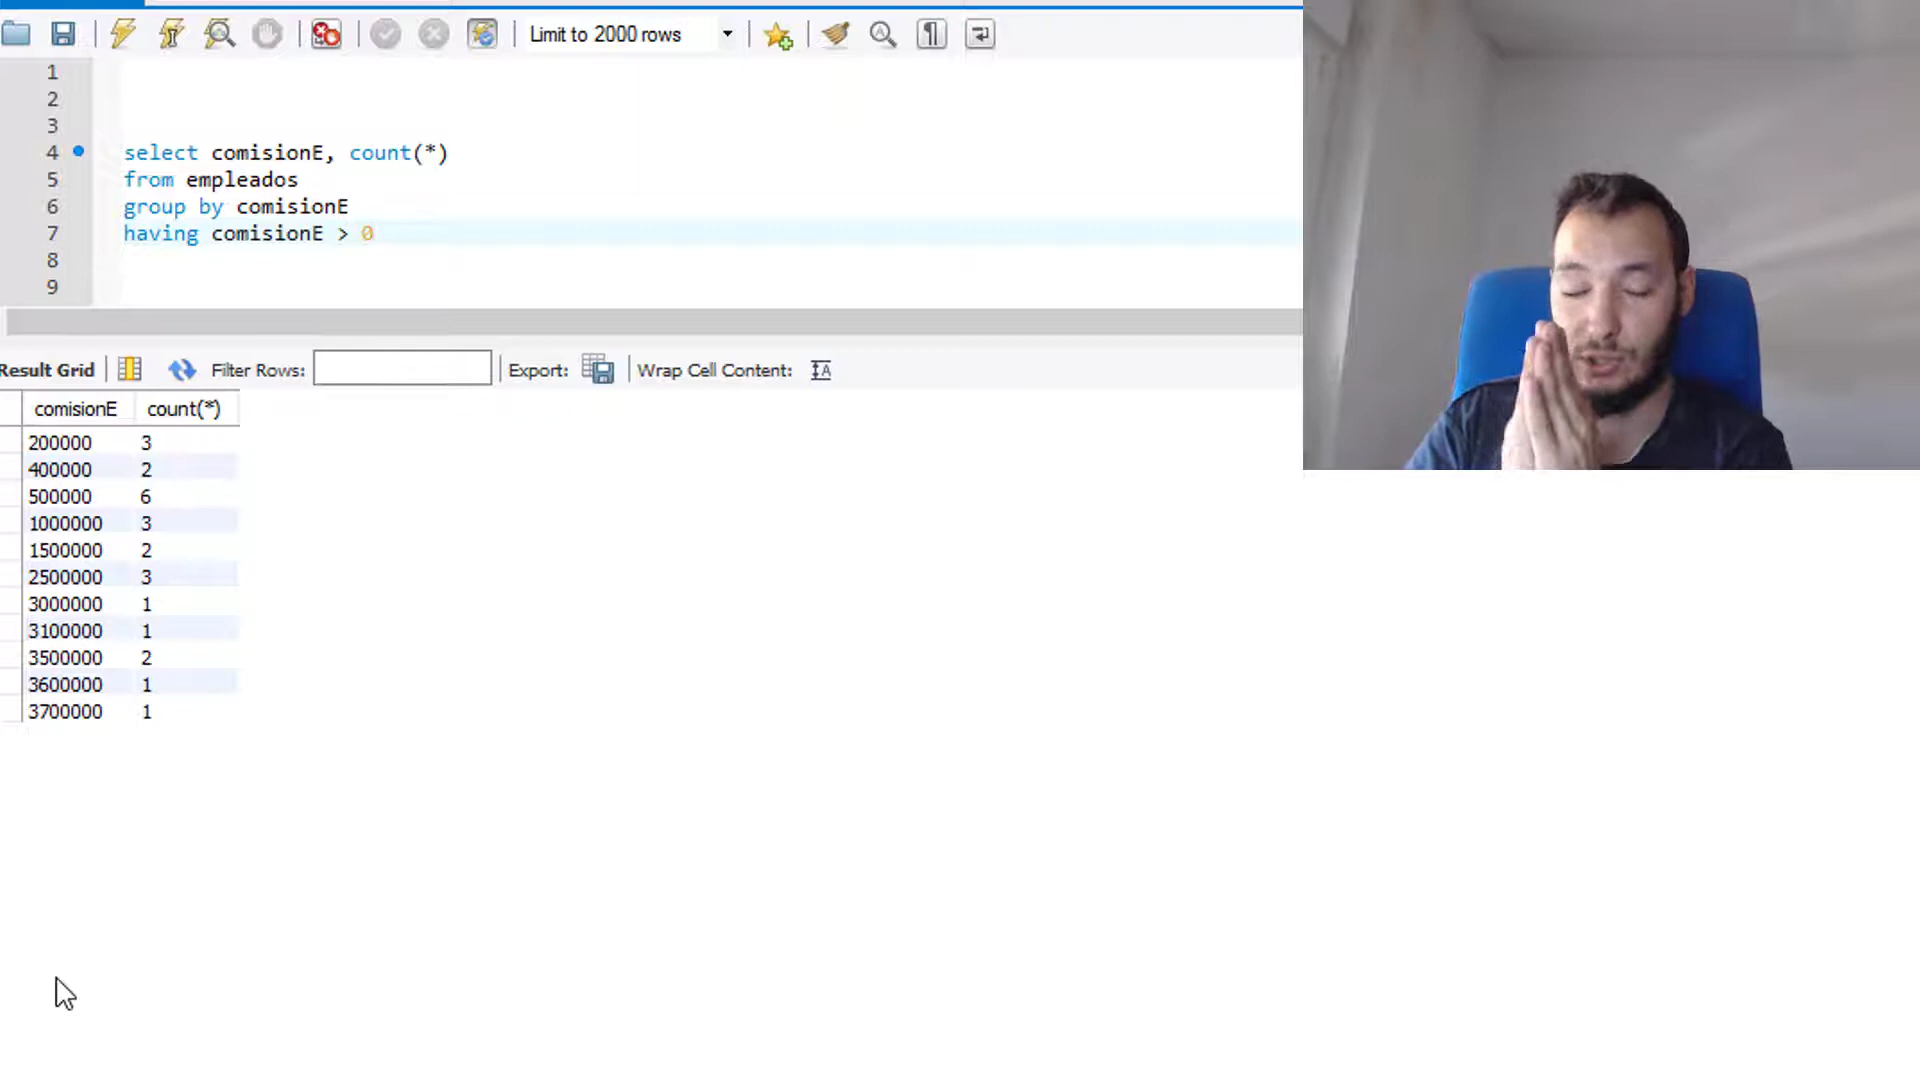 Limit to 2000 rows
1
2
3
4 select comisionE, count(*)
5 from empleados
6 group by comisionE
7 having comisionE > 0
8
9
Result Grid Filter Rows: Export: Wrap Cell Content:
comisionE count(*)
200000 3
400000 2
500000 6
1000000 3
1500000 2
2500000 3
3000000 1
3100000 1
3500000 2
3600000 1
3700000 1